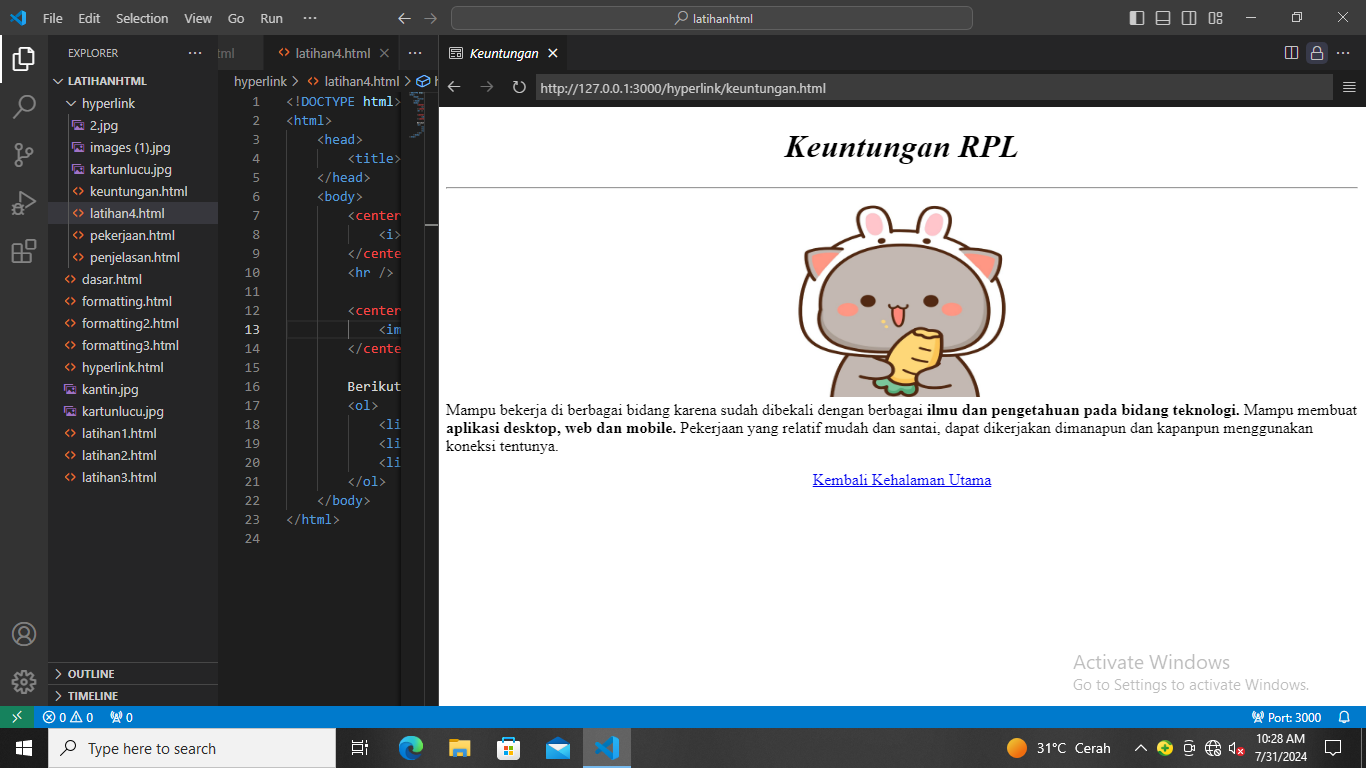 File Edit Selection View Go Run ··· latihanhtml
EXPLORER ···
LATIHANHTML
hyperlink
2.jpg
images (1).jpg
kartunlucu.jpg
keuntungan.html
latihan4.html
pekerjaan.html
penjelasan.html
dasar.html
formatting.html
formatting2.html
formatting3.html
hyperlink.html
kantin.jpg
kartunlucu.jpg
latihan1.html
latihan2.html
latihan3.html
OUTLINE
TIMELINE
tml latihan4.html ···
hyperlink > latihan4.html > h
1 <!DOCTYPE html>
2 <html>
3 <head>
4 <title>
5 </head>
6 <body>
7 <center
8 <i>
9 </cente
10 <hr />
11
12 <center
13 <im
14 </cente
15
16 Berikut
17 <ol>
18 <li
19 <li
20 <li
21 </ol>
22 </body>
23 </html>
24
Keuntungan ···
http://127.0.0.1:3000/hyperlink/keuntungan.html
Keuntungan RPL
Mampu bekerja di berbagai bidang karena sudah dibekali dengan berbagai ilmu dan pengetahuan pada bidang teknologi. Mampu membuat
aplikasi desktop, web dan mobile. Pekerjaan yang relatif mudah dan santai, dapat dikerjakan dimanapun dan kapanpun menggunakan
koneksi tentunya.
Kembali Kehalaman Utama
Activate Windows
Go to Settings to activate Windows.
0 0 0 Port: 3000
Type here to search 31°C Cerah 10:28 AM
7/31/2024